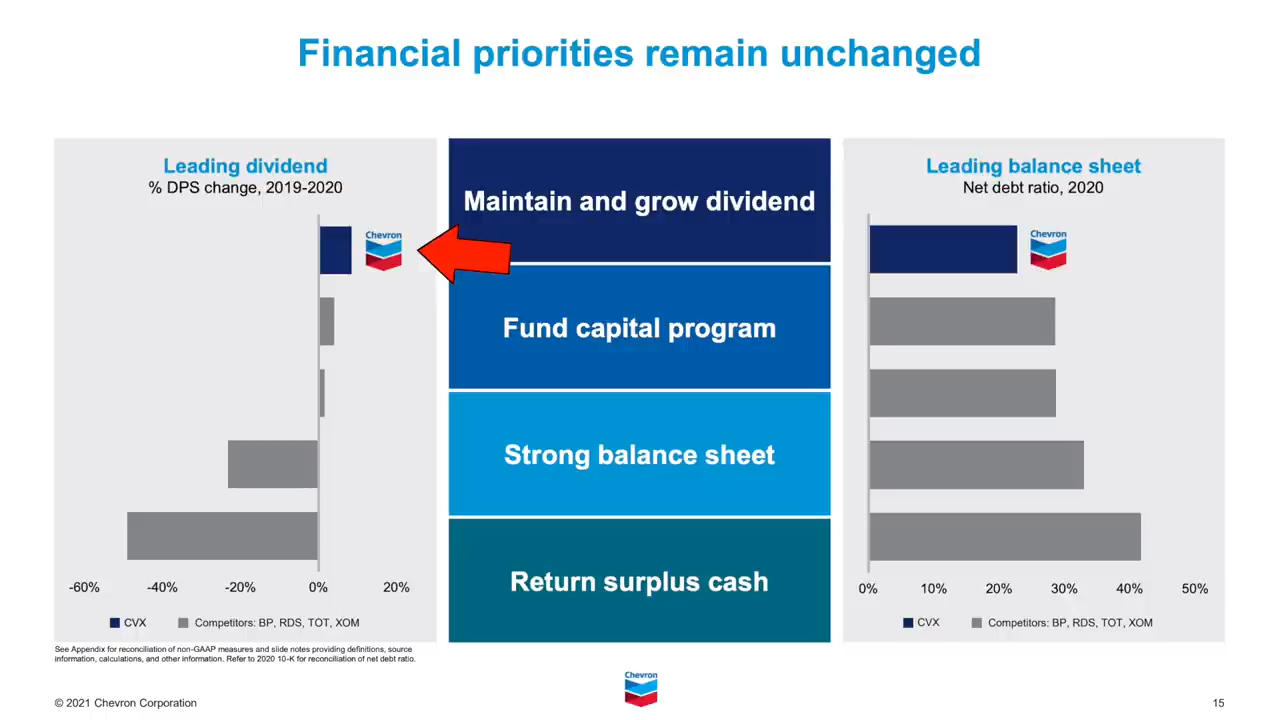 Financial priorities remain unchanged
Leading dividend
% DPS change, 2019-2020
Chevron
-60%
-40%
-20%
0%
20%
CVX
Competitors: BP, RDS, TOT, XOM
Maintain and grow dividend
Fund capital program
Strong balance sheet
Return surplus cash
Leading balance sheet
Net debt ratio, 2020
Chevron
0%
10%
20%
30%
40%
50%
CVX
Competitors: BP, RDS, TOT, XOM
See Appendix for reconciliation of non-GAAP measures and slide notes providing definitions, source
information, calculations, and other information. Refer to 2020 10-K for reconciliation of net debt ratio.
© 2021 Chevron Corporation
Chevron
15